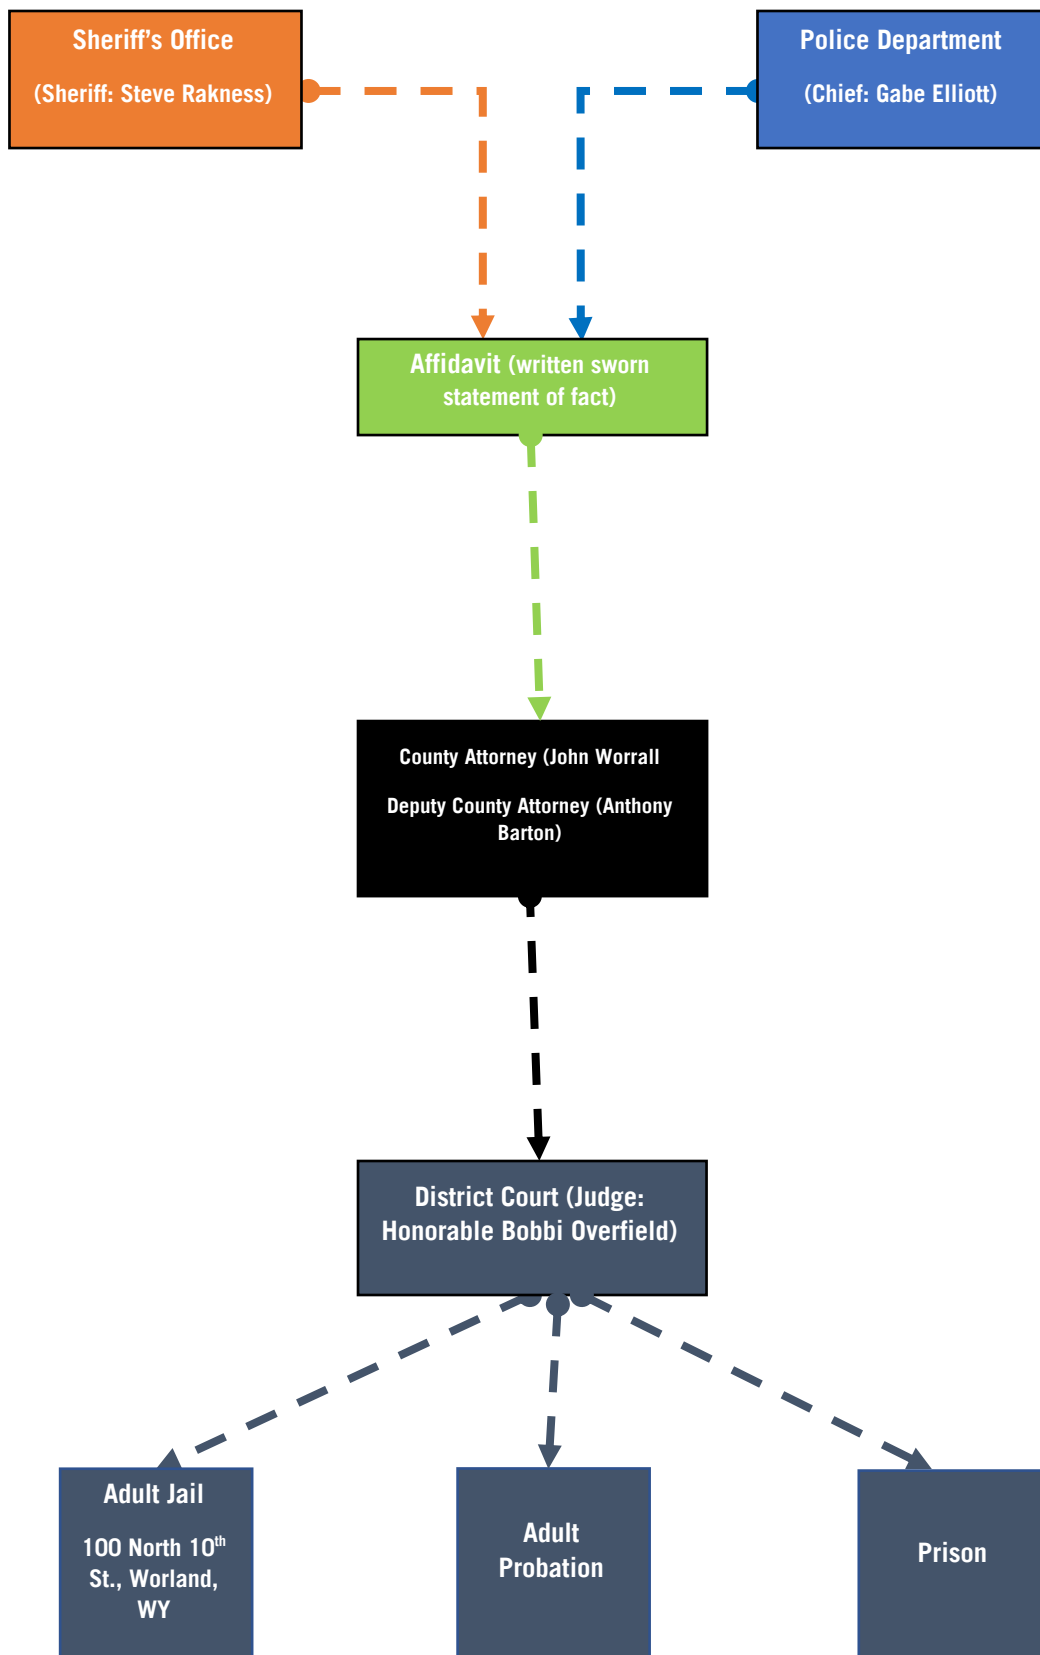 Sheriff’s Office
(Sheriff: Steve Rakness)
Police Department
(Chief: Gabe Elliott)
Affidavit (written sworn
statement of fact)
County Attorney (John Worrall
Deputy County Attorney (Anthony
Barton)
District Court (Judge:
Honorable Bobbi Overfield)
Adult Jail
100 North 10th
St., Worland,
WY
Adult
Probation
Prison